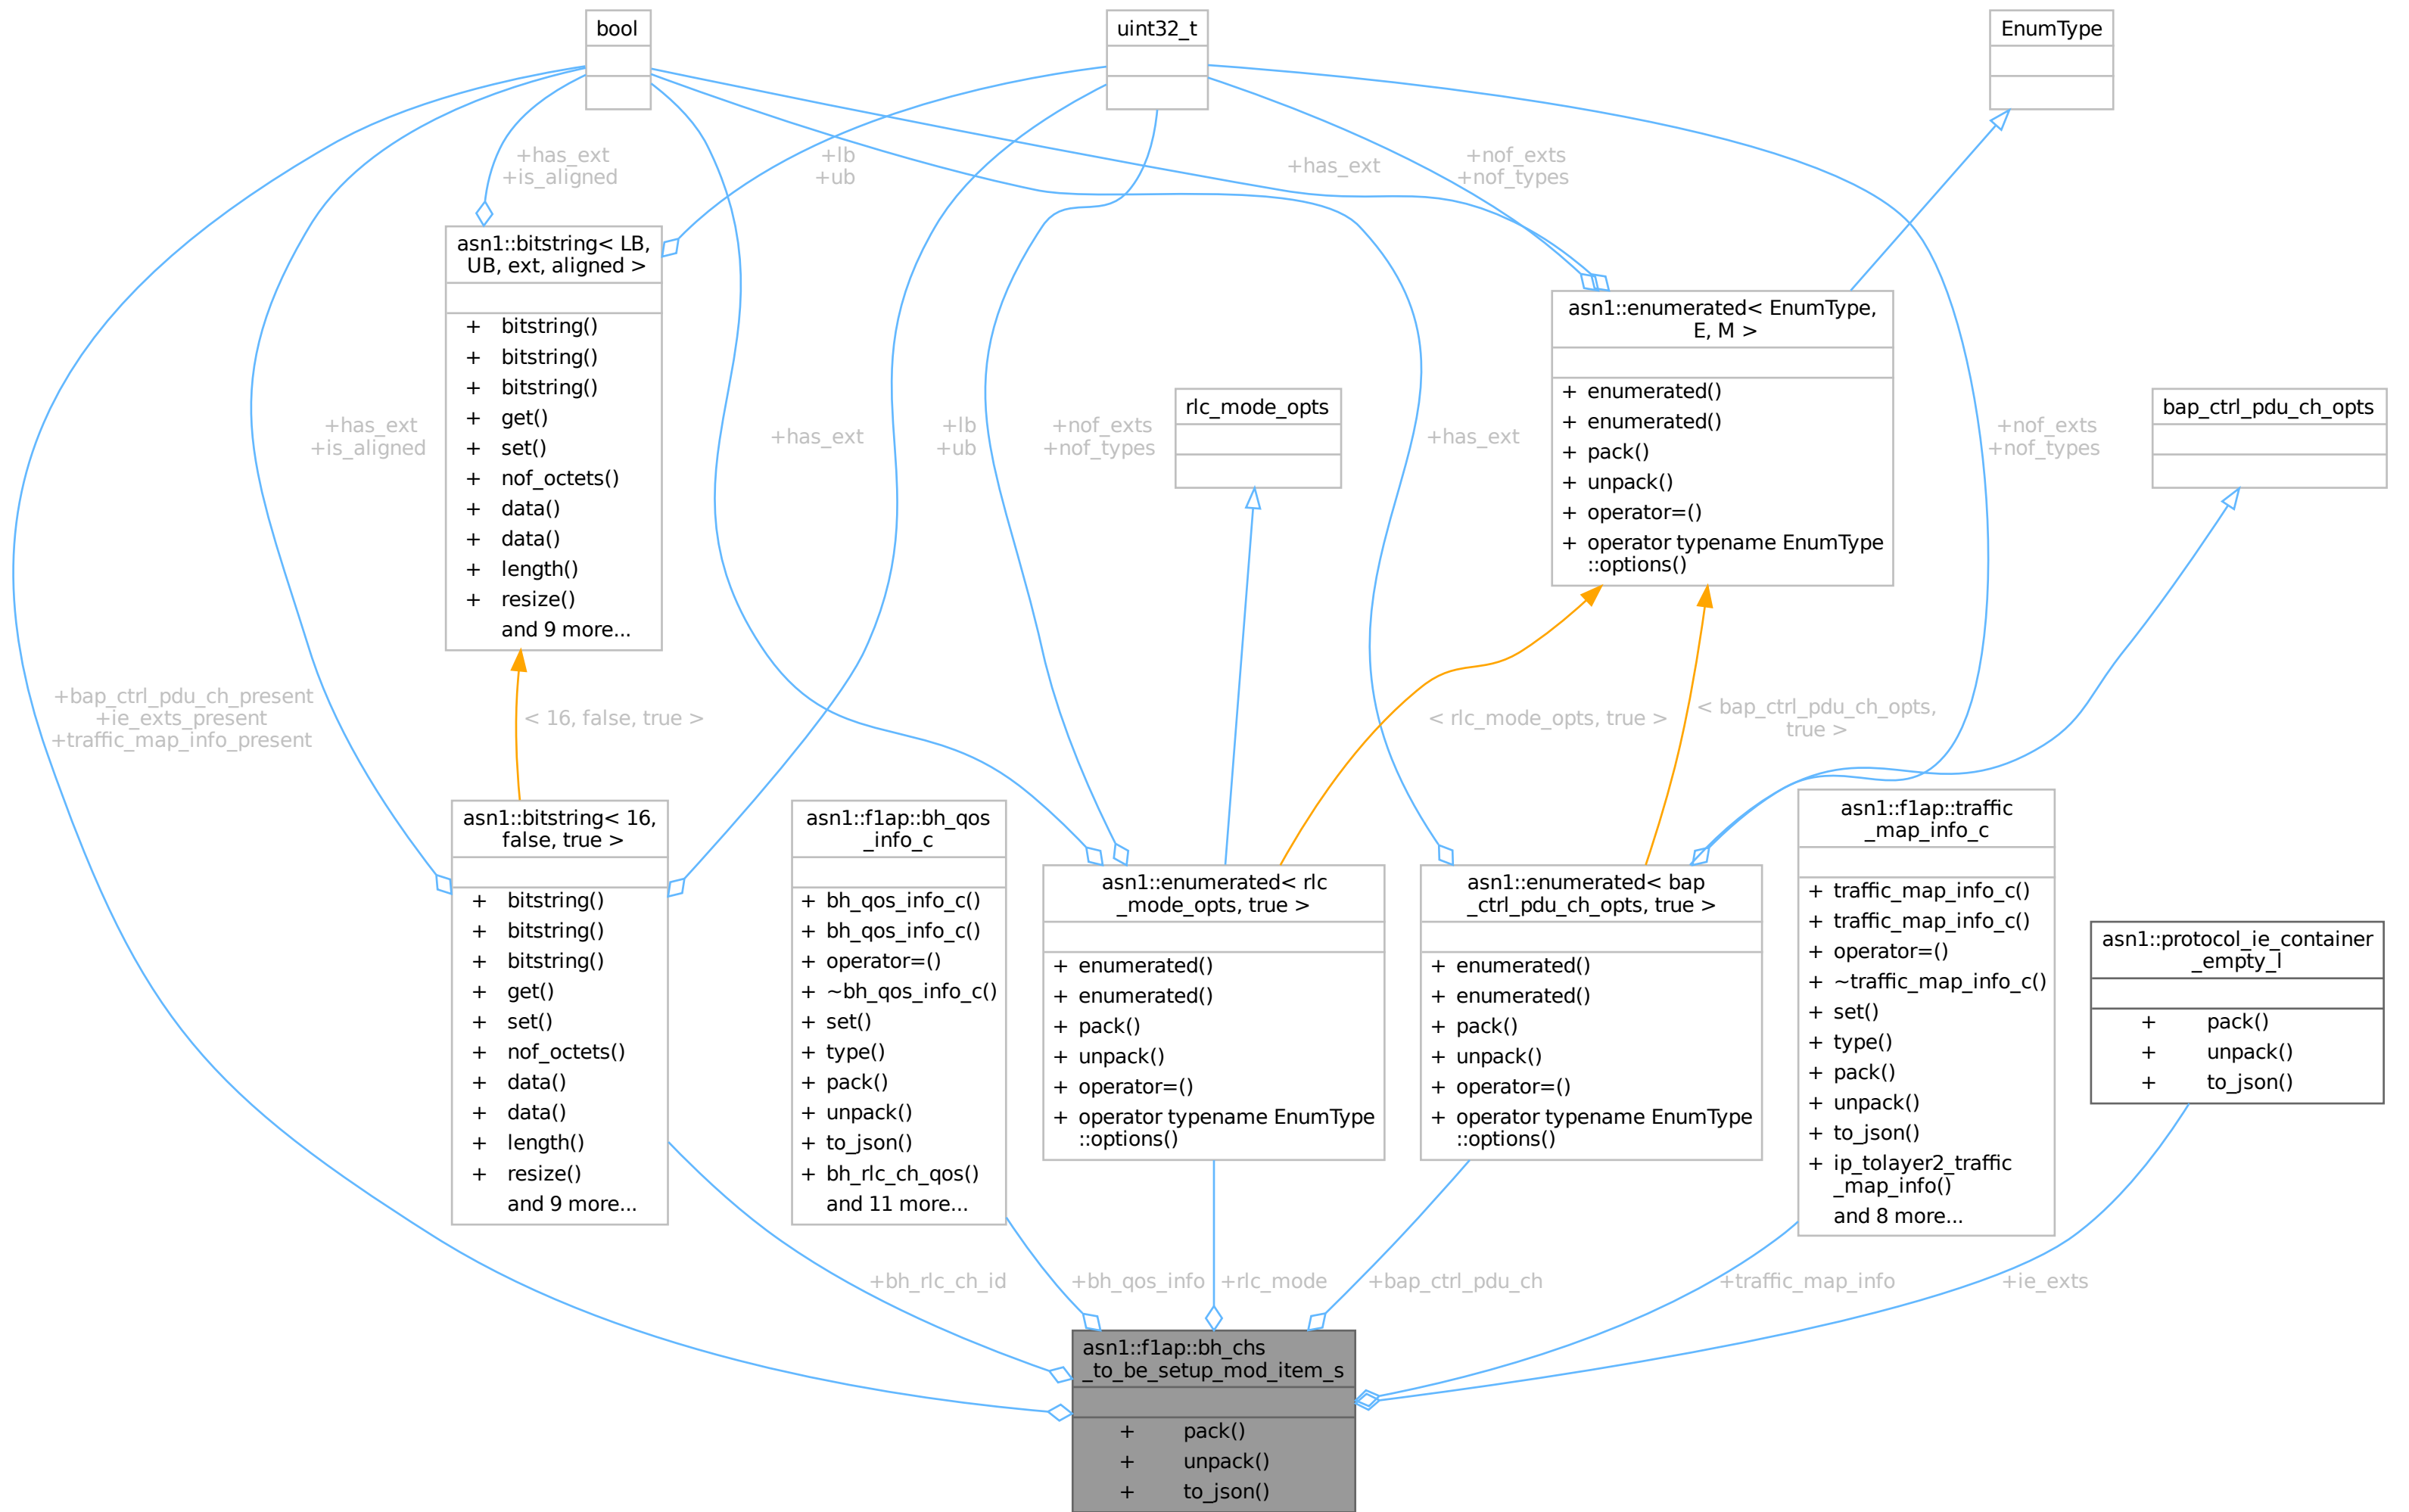 bool
uint32_t
EnumType
+has_ext
+is_aligned
+lb
+ub
+has_ext
+nof_exts
+nof_types
asn1::bitstring< LB,
UB, ext, aligned >
+ bitstring()
+ bitstring()
+ bitstring()
+ get()
+ set()
+ nof_octets()
+ data()
+ data()
+ length()
+ resize()
and 9 more...
asn1::enumerated< EnumType,
E, M >
+ enumerated()
+ enumerated()
+ pack()
+ unpack()
+ operator=()
+ operator typename EnumType
::options()
rlc_mode_opts
bap_ctrl_pdu_ch_opts
+has_ext
+is_aligned
+has_ext
+lb
+ub
+nof_exts
+nof_types
+has_ext
+nof_exts
+nof_types
+bap_ctrl_pdu_ch_present
+ie_exts_present
+traffic_map_info_present
< 16, false, true >
< rlc_mode_opts, true >
< bap_ctrl_pdu_ch_opts,
true >
asn1::bitstring< 16,
false, true >
+ bitstring()
+ bitstring()
+ bitstring()
+ get()
+ set()
+ nof_octets()
+ data()
+ data()
+ length()
+ resize()
and 9 more...
asn1::f1ap::bh_qos
_info_c
+ bh_qos_info_c()
+ bh_qos_info_c()
+ operator=()
+ ~bh_qos_info_c()
+ set()
+ type()
+ pack()
+ unpack()
+ to_json()
+ bh_rlc_ch_qos()
and 11 more...
asn1::enumerated< rlc
_mode_opts, true >
+ enumerated()
+ enumerated()
+ pack()
+ unpack()
+ operator=()
+ operator typename EnumType
::options()
asn1::enumerated< bap
_ctrl_pdu_ch_opts, true >
+ enumerated()
+ enumerated()
+ pack()
+ unpack()
+ operator=()
+ operator typename EnumType
::options()
asn1::f1ap::traffic
_map_info_c
+ traffic_map_info_c()
+ traffic_map_info_c()
+ operator=()
+ ~traffic_map_info_c()
+ set()
+ type()
+ pack()
+ unpack()
+ to_json()
+ ip_tolayer2_traffic
_map_info()
and 8 more...
asn1::protocol_ie_container
_empty_l
+ pack()
+ unpack()
+ to_json()
+bh_rlc_ch_id
+bh_qos_info
+rlc_mode
+bap_ctrl_pdu_ch
+traffic_map_info
+ie_exts
asn1::f1ap::bh_chs
_to_be_setup_mod_item_s
+ pack()
+ unpack()
+ to_json()